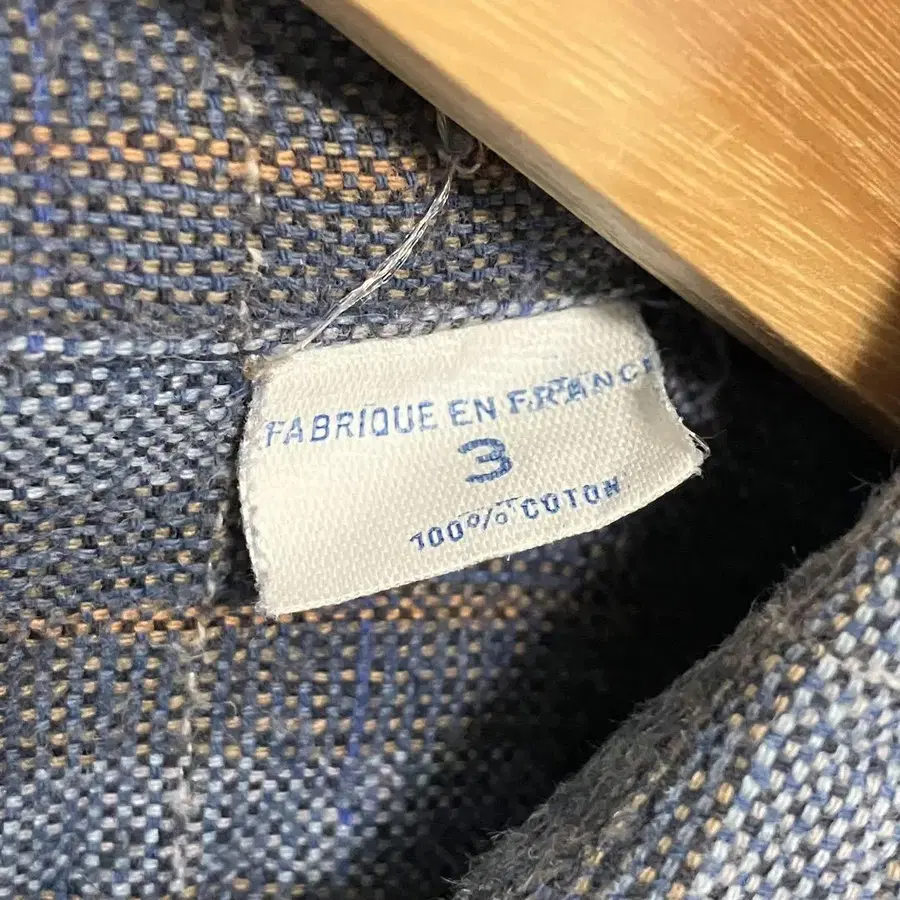 FABRIQUE EN FRANCE
3
100% COTON